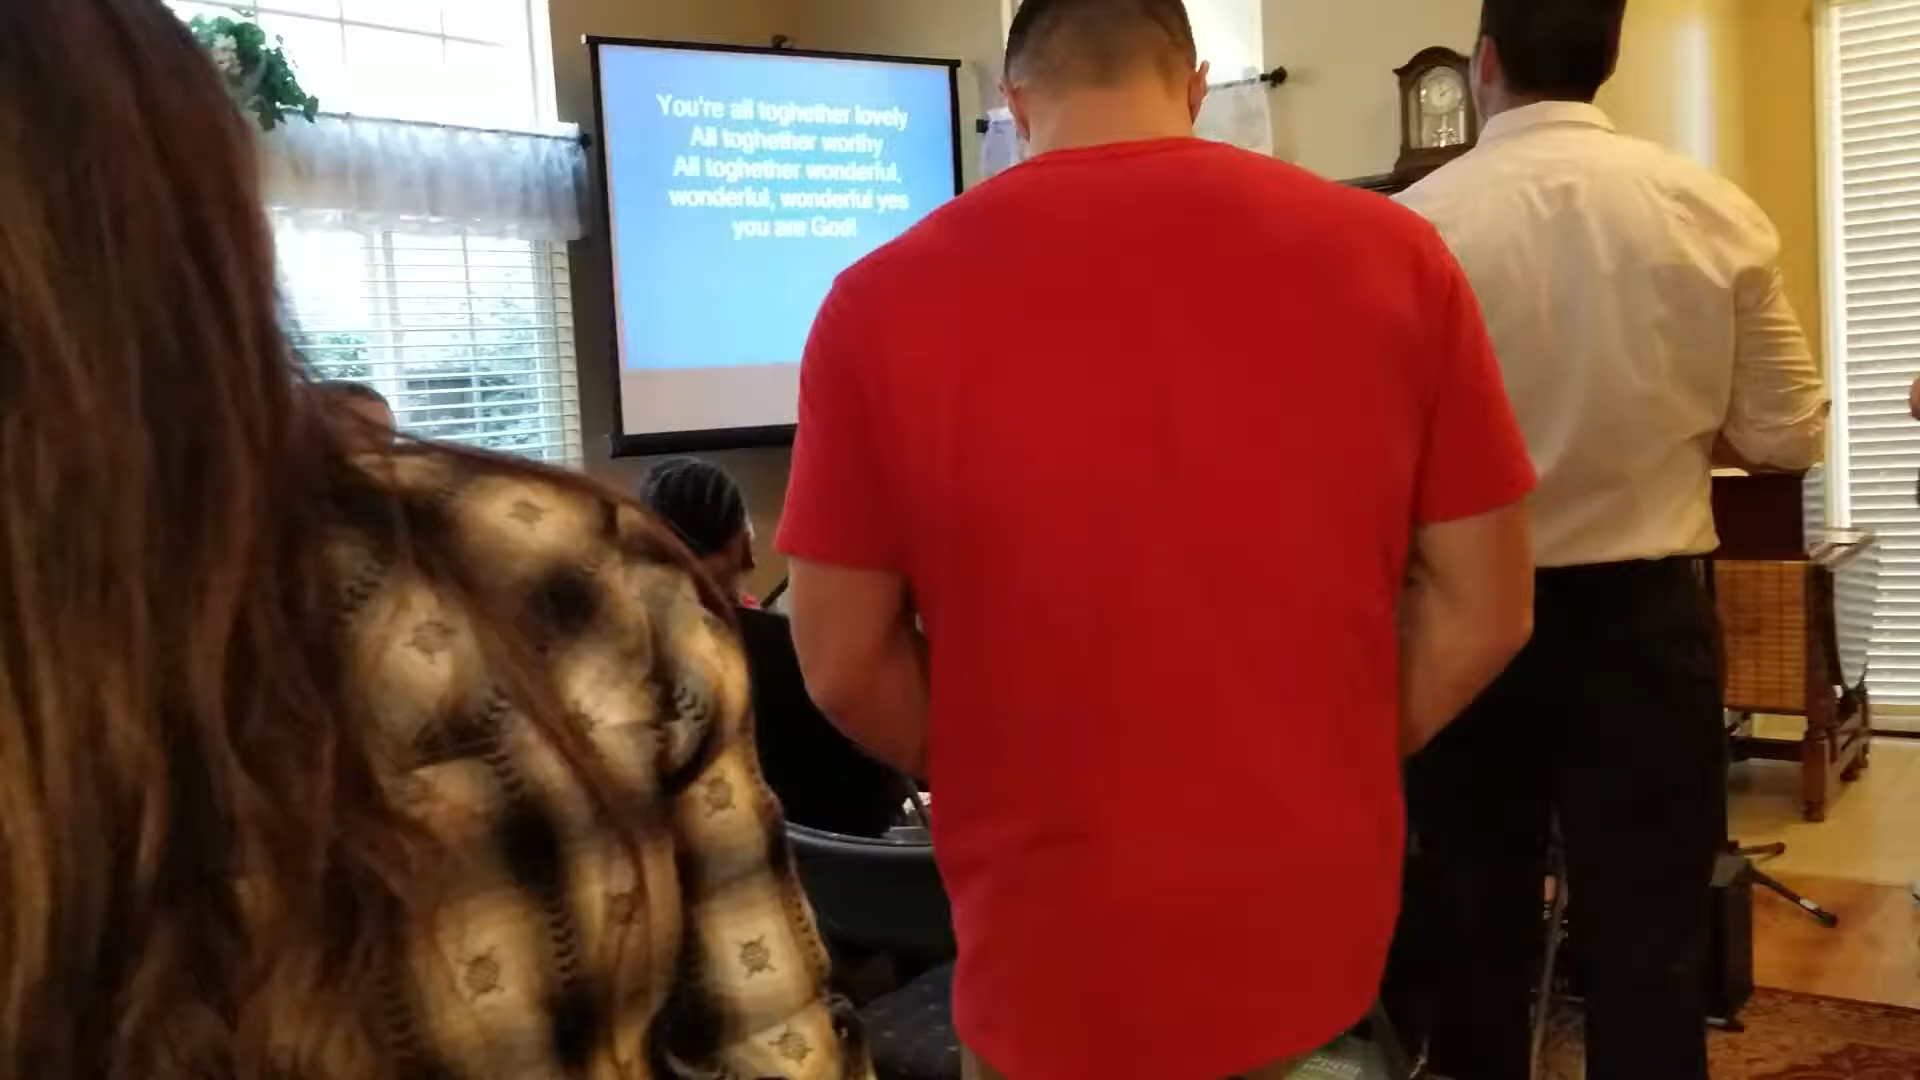 You're all toghether lovely
All toghether worthy
All toghether wonderful,
wonderful, wonderful yes
you are God!